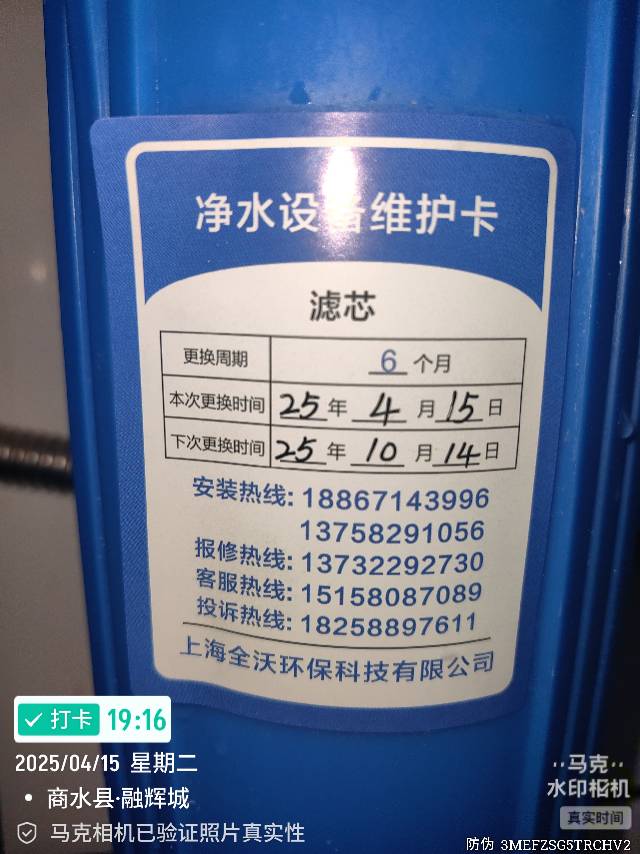 净水设备维护卡
滤芯
更换周期 6 个月
本次更换时间 25 年 4 月 15 日
下次更换时间 25 年 10 月 14 日
安装热线: 18867143996
13758291056
报修热线: 13732292730
客服热线: 15158087089
投诉热线: 18258897611
上海全沃环保科技有限公司
打卡 19:16
2025/04/15 星期二
商水县·融辉城
马克相机已验证照片真实性
马克
水印相机
真实时间
防伪 3MEFZSG5TRCHV2